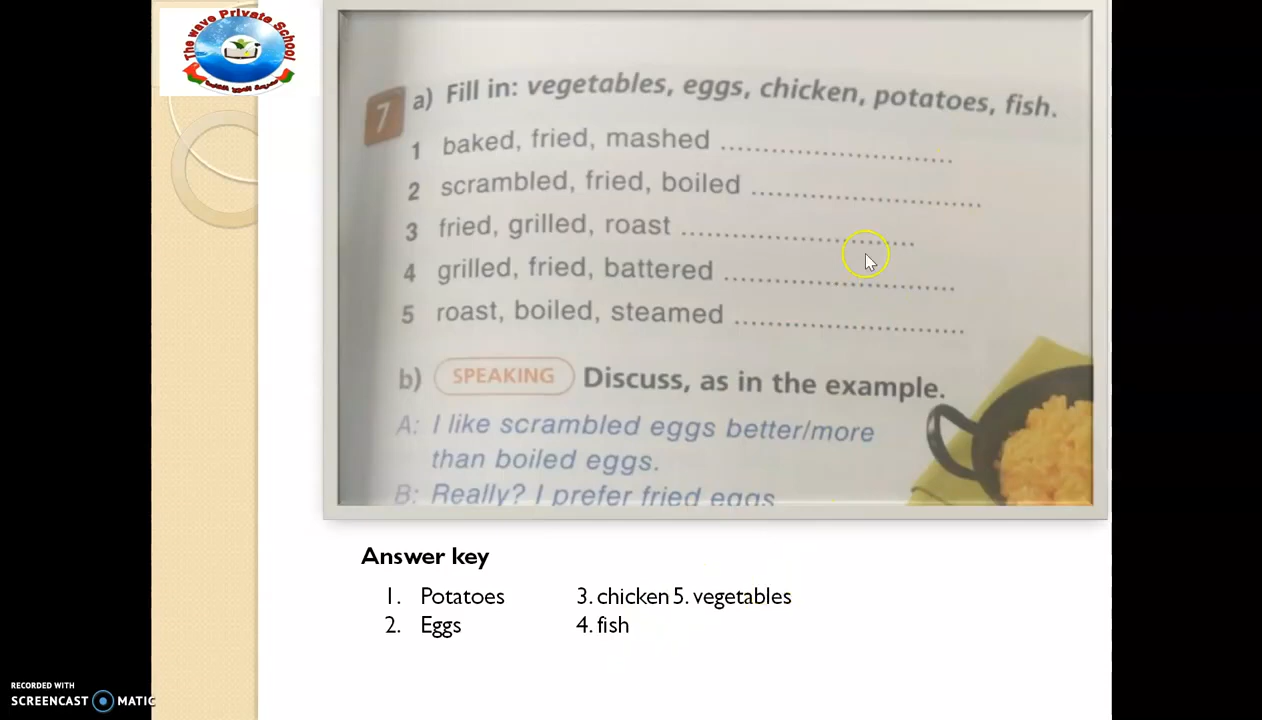 The wave Private School
7 a) Fill in: vegetables, eggs, chicken, potatoes, fish.
1 baked, fried, mashed ..............................
2 scrambled, fried, boiled ..............................
3 fried, grilled, roast ..............................
4 grilled, fried, battered ..............................
5 roast, boiled, steamed ..............................
b) SPEAKING Discuss, as in the example.
A: I like scrambled eggs better/more
than boiled eggs.
B: Really? I prefer fried eggs
Answer key
1. Potatoes 3. chicken 5. vegetables
2. Eggs 4. fish
RECORDED WITH
SCREENCAST MATIC